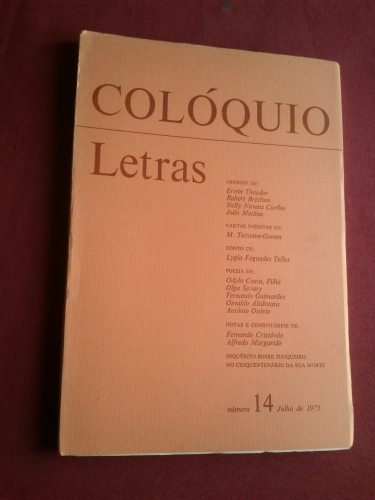 COLÓQUIO
Letras
ARTIGOS DE:
Erwin Theodor
Robert Bréchon
Nelly Novaes Coelho
João Medina
CARTAS INÉDITAS DE:
M. Teixeira-Gomes
CONTO DE:
Lygia Fagundes Telles
POESIA DE:
Odylo Costa, Filho
Olga Savary
Fernando Guimarães
Osvaldo Alcântara
António Osório
NOTAS E COMENTÁRIOS DE:
Fernando Cristóvão
Alfredo Margarido
INQUÉRITO SOBRE JUNQUEIRO
NO CINQUENTENÁRIO DA SUA MORTE
número 14 Julho de 1973